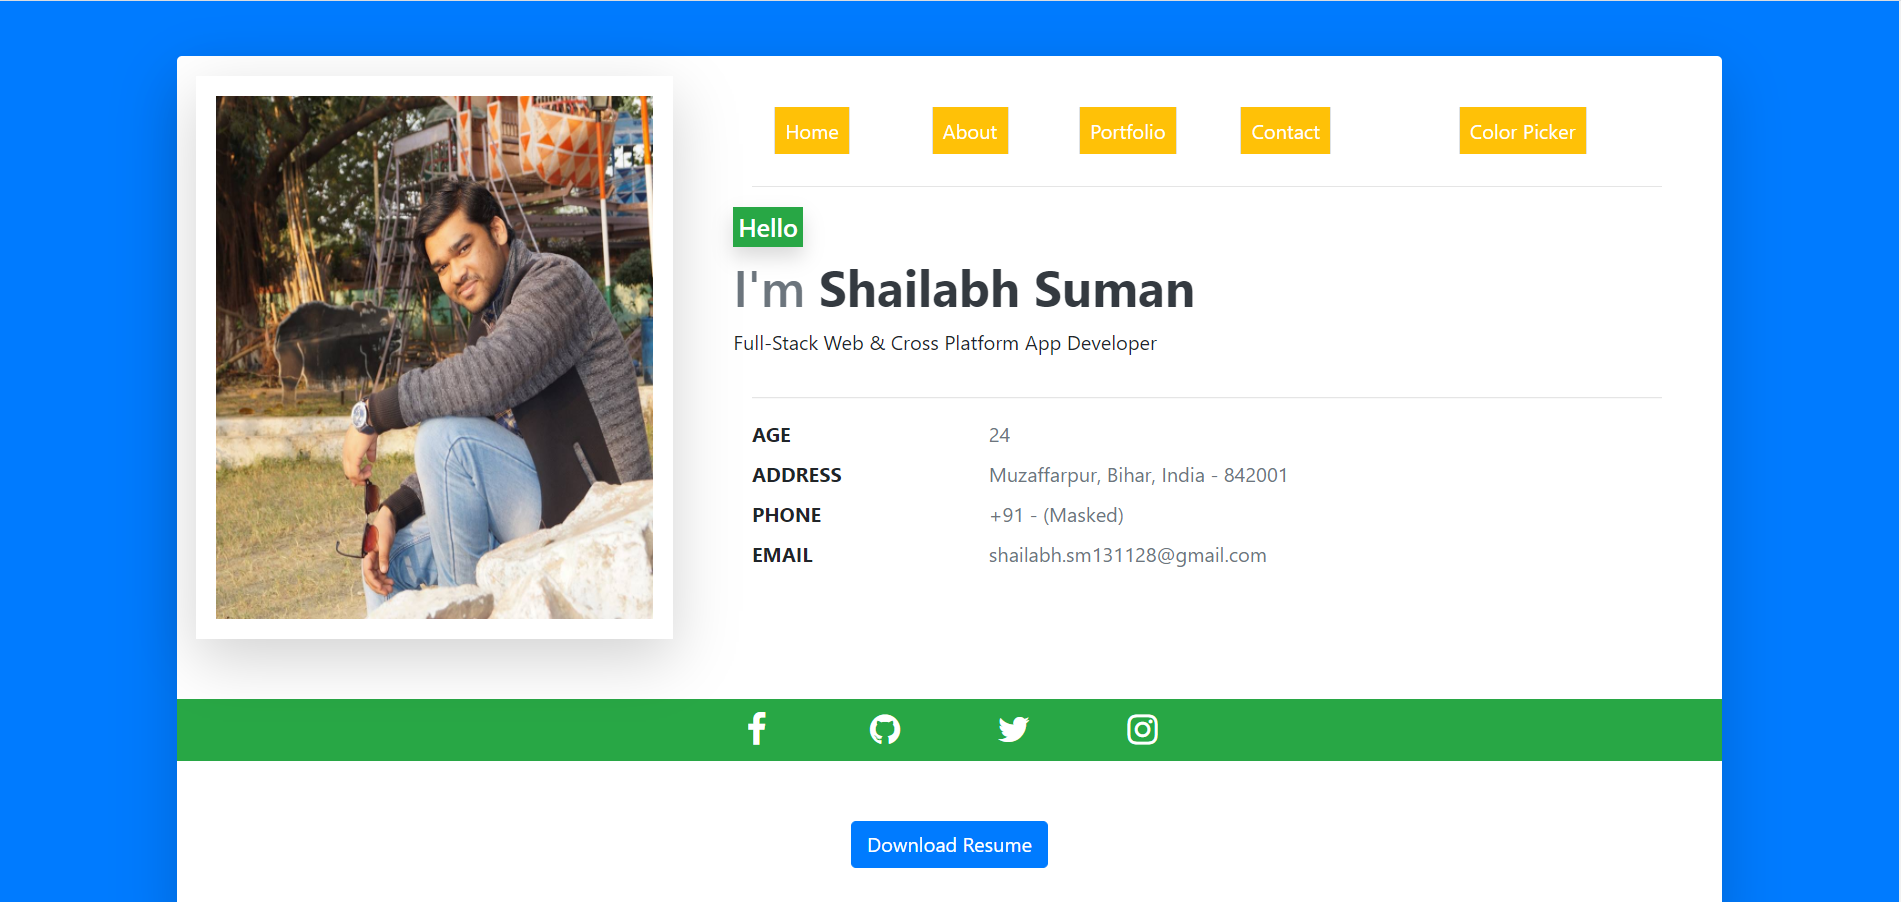 Home About Portfolio Contact Color Picker
Hello
I'm Shailabh Suman
Full-Stack Web & Cross Platform App Developer
AGE 24
ADDRESS Muzaffarpur, Bihar, India - 842001
PHONE +91 - (Masked)
EMAIL shailabh.sm131128@gmail.com
Download Resume